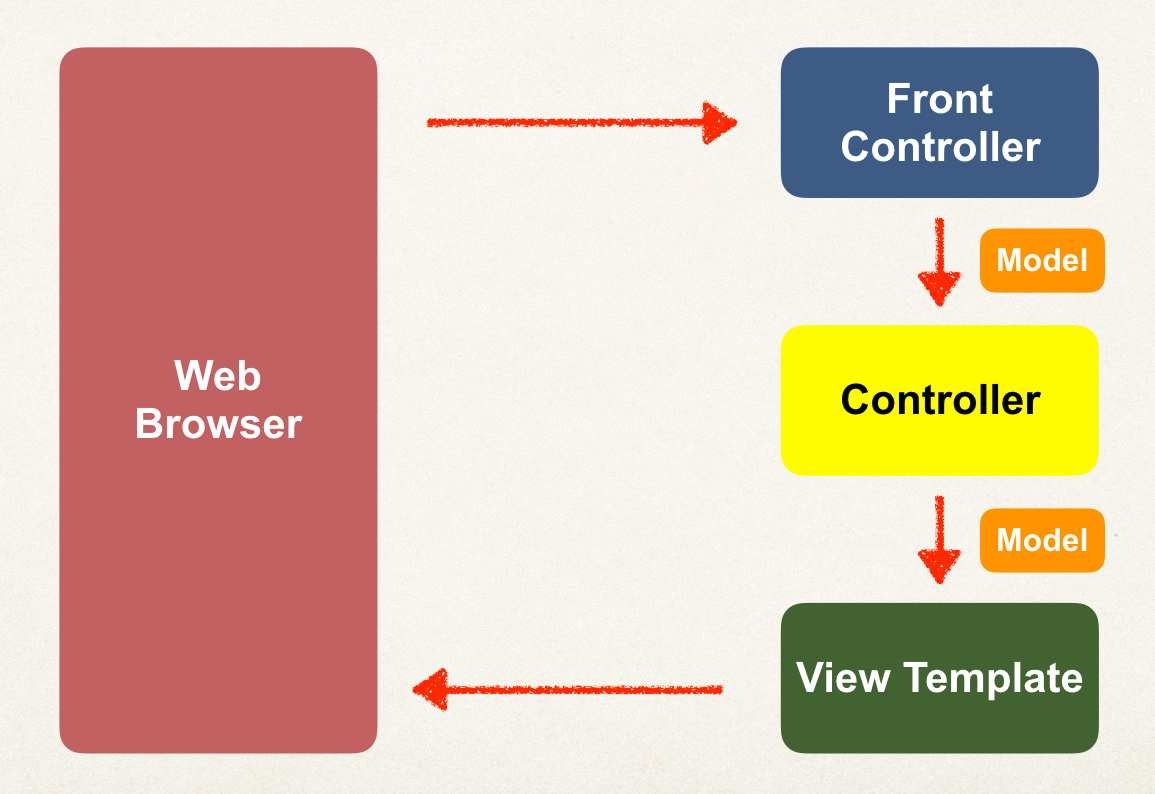 Front
Controller
Model
Web
Browser
Controller
Model
View Template